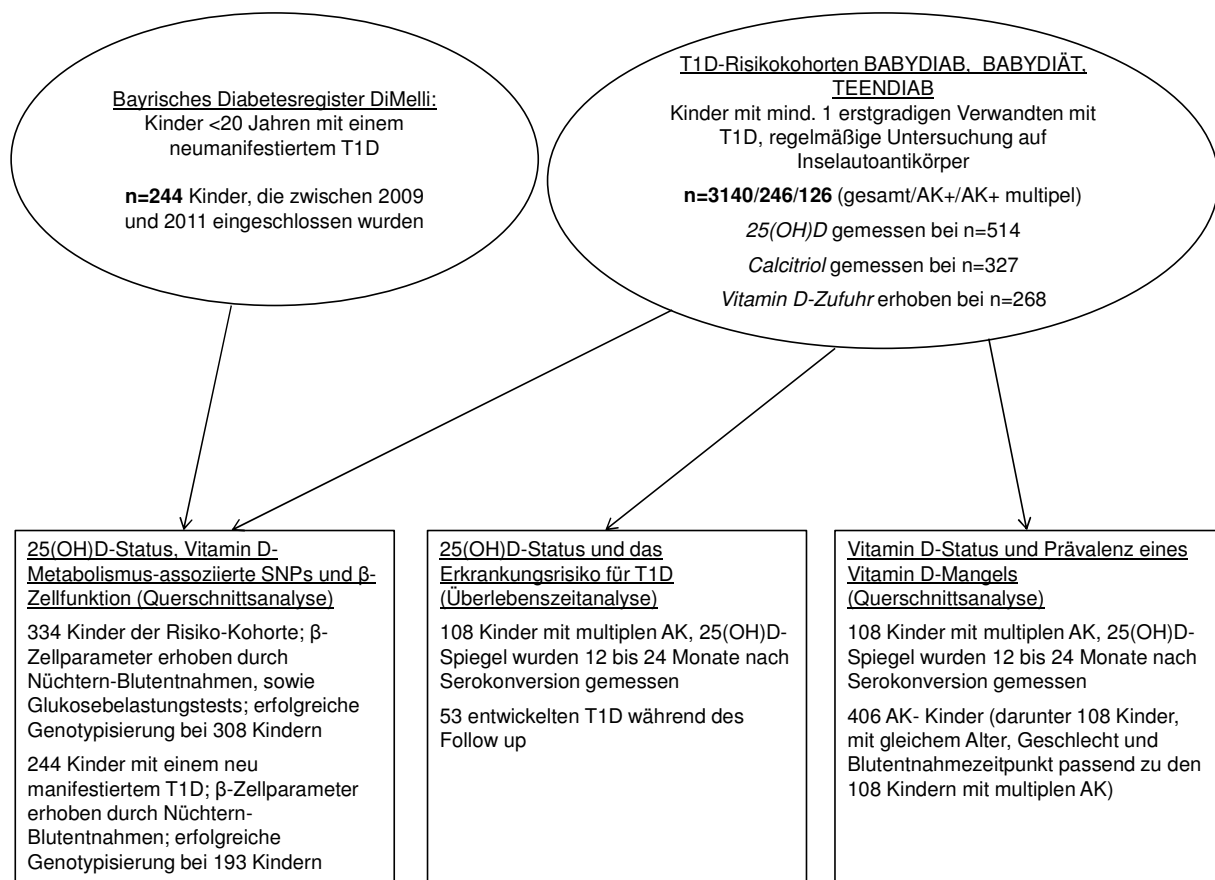 Bayrisches Diabetesregister DiMelli:
Kinder <20 Jahren mit einem
neumanifestiertem T1D
n=244 Kinder, die zwischen 2009
und 2011 eingeschlossen wurden
T1D-Risikokohorten BABYDIAB, BABYDIÄT,
TEENDIAB
Kinder mit mind. 1 erstgradigen Verwandten mit
T1D, regelmäßige Untersuchung auf
Inselautoantikörper
n=3140/246/126 (gesamt/AK+/AK+ multipel)
25(OH)D gemessen bei n=514
Calcitriol gemessen bei n=327
Vitamin D-Zufuhr erhoben bei n=268
25(OH)D-Status, Vitamin D-
Metabolismus-assoziierte SNPs und β-
Zellfunktion (Querschnittsanalyse)
334 Kinder der Risiko-Kohorte; β-
Zellparameter erhoben durch
Nüchtern-Blutentnahmen, sowie
Glukosebelastungstests; erfolgreiche
Genotypisierung bei 308 Kindern
244 Kinder mit einem neu
manifestiertem T1D; β-Zellparameter
erhoben durch Nüchtern-
Blutentnahmen; erfolgreiche
Genotypisierung bei 193 Kindern
25(OH)D-Status und das
Erkrankungsrisiko für T1D
(Überlebenszeitanalyse)
108 Kinder mit multiplen AK, 25(OH)D-
Spiegel wurden 12 bis 24 Monate nach
Serokonversion gemessen
53 entwickelten T1D während des
Follow up
Vitamin D-Status und Prävalenz eines
Vitamin D-Mangels
(Querschnittsanalyse)
108 Kinder mit multiplen AK, 25(OH)D-
Spiegel wurden 12 bis 24 Monate nach
Serokonversion gemessen
406 AK- Kinder (darunter 108 Kinder,
mit gleichem Alter, Geschlecht und
Blutentnahmezeitpunkt passend zu den
108 Kindern mit multiplen AK)